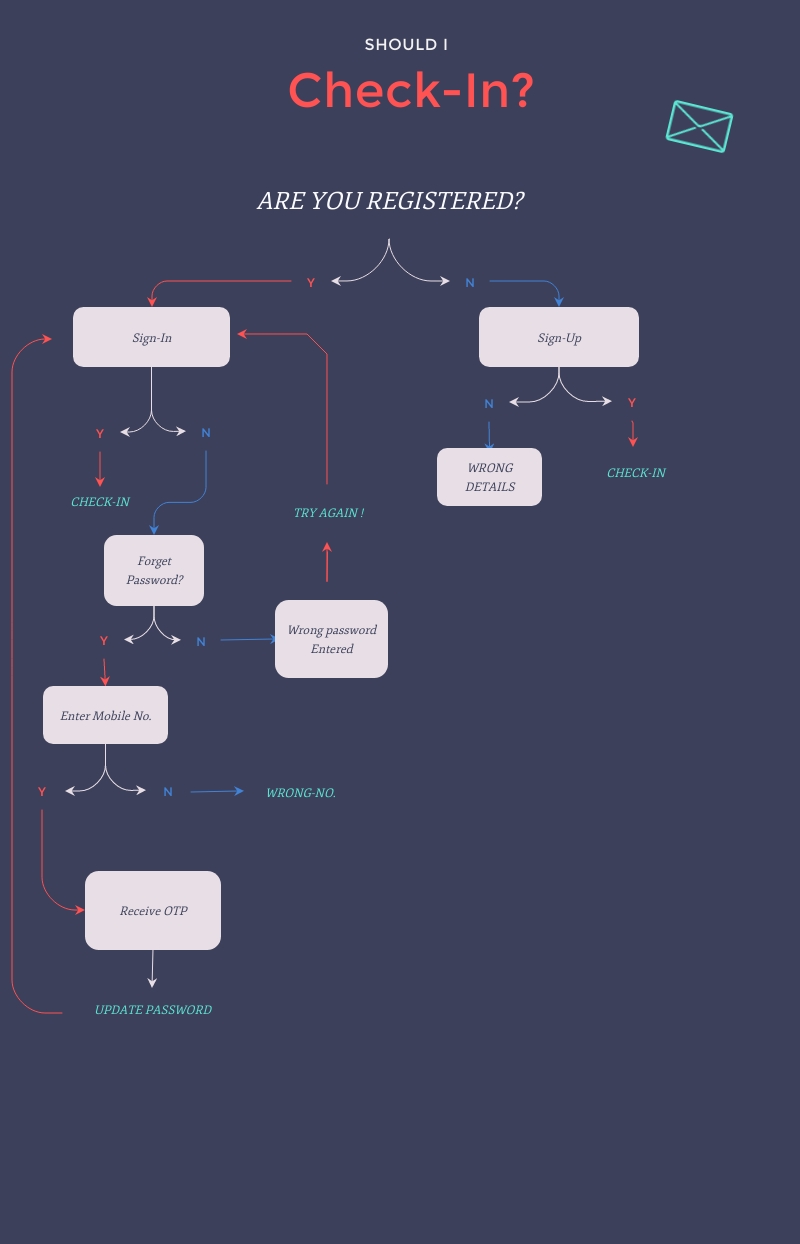 SHOULD I
Check-In?
ARE YOU REGISTERED?
Y
N
Sign-In
Sign-Up
N
Y
Y
N
WRONG
DETAILS
CHECK-IN
CHECK-IN
TRY AGAIN !
Forget
Password?
Y
N
Wrong password
Entered
Enter Mobile No.
Y
N
WRONG-NO.
Receive OTP
UPDATE PASSWORD